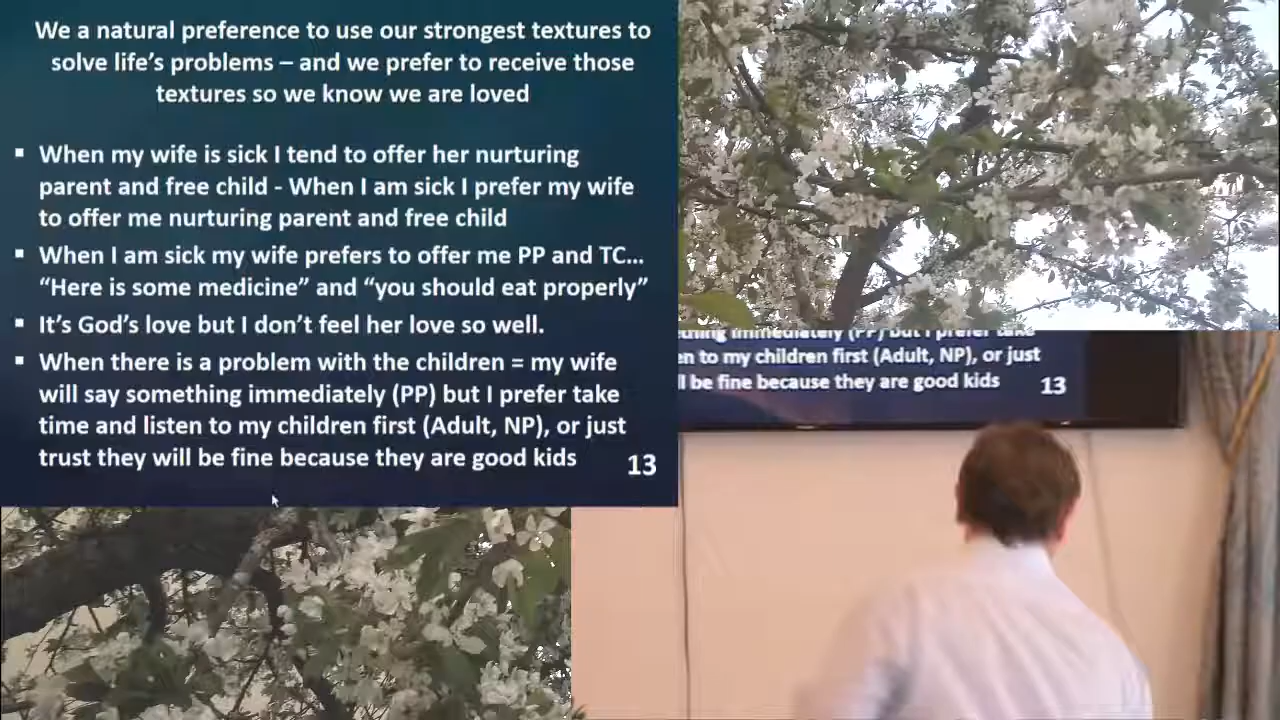 We a natural preference to use our strongest textures to
solve life's problems – and we prefer to receive those
textures so we know we are loved
▪ When my wife is sick I tend to offer her nurturing
parent and free child - When I am sick I prefer my wife
to offer me nurturing parent and free child
▪ When I am sick my wife prefers to offer me PP and TC…
“Here is some medicine” and “you should eat properly”
▪ It's God's love but I don't feel her love so well.
▪ When there is a problem with the children = my wife
will say something immediately (PP) but I prefer take
time and listen to my children first (Adult, NP), or just
trust they will be fine because they are good kids
13
immediately (PP) but I prefer take
en to my children first (Adult, NP), or just
l be fine because they are good kids
13